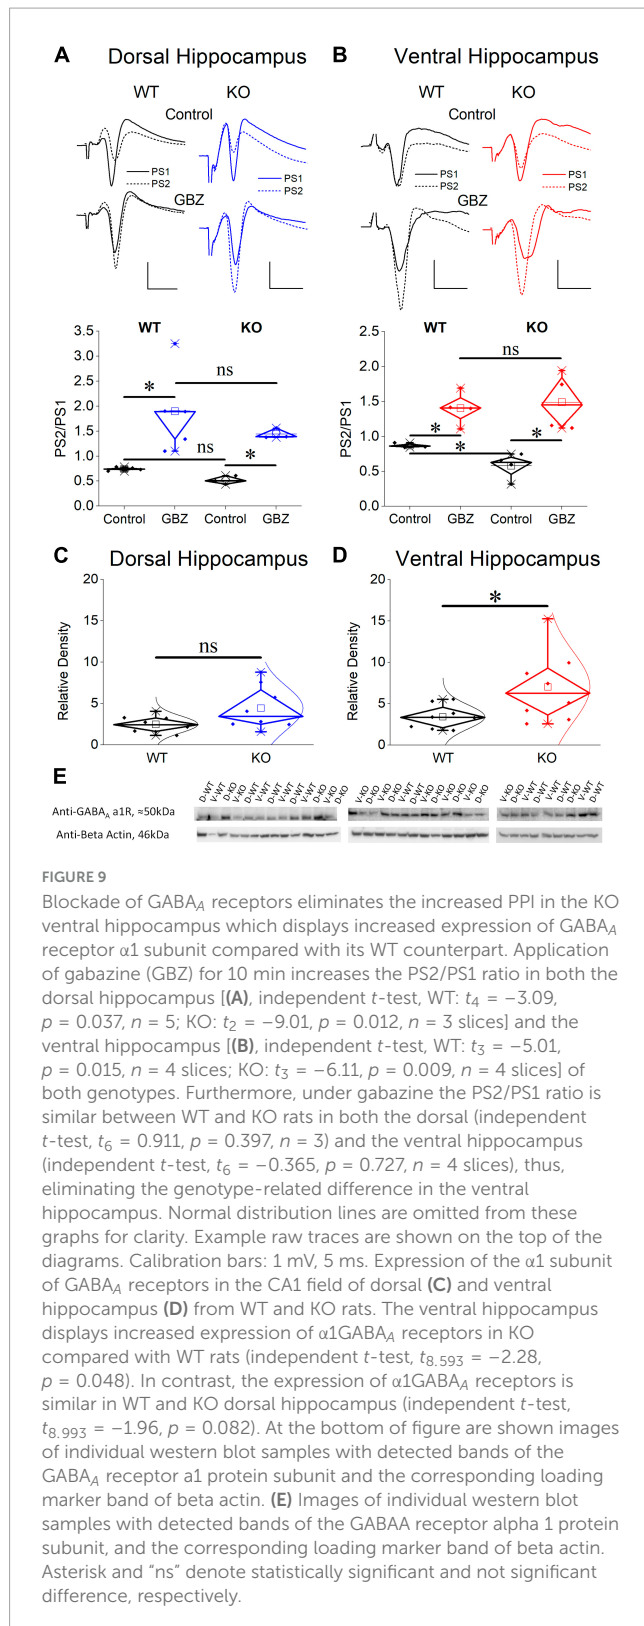 A Dorsal Hippocampus B Ventral Hippocampus
WT KO WT KO
Control Control
PS1 PS1 PS1 PS1
PS2 PS2 PS2 PS2
GBZ GBZ
3.5 WT KO
3.0
2.5
2.0
1.5
1.0
0.5
0.0
PS2/PS1
* ns ns *
Control GBZ Control GBZ
2.5 WT KO
2.0
1.5
1.0
0.5
0.0
PS2/PS1
ns * * *
Control GBZ Control GBZ
C Dorsal Hippocampus D Ventral Hippocampus
20
15
10
5
0
Relative Density
ns
WT KO
20
15
10
5
0
Relative Density
*
WT KO
E
D-WT V-WT D-KO V-KO D-WT V-WT D-WT V-WT D-WT V-WT D-KO V-KO D-KO
Anti-GABAA a1R, ≈50kDa
Anti-Beta Actin, 46kDa
FIGURE 9
Blockade of GABAA receptors eliminates the increased PPI in the KO
ventral hippocampus which displays increased expression of GABAA
receptor α1 subunit compared with its WT counterpart. Application
of gabazine (GBZ) for 10 min increases the PS2/PS1 ratio in both the
dorsal hippocampus [(A), independent t-test, WT: t4 = −3.09,
p = 0.037, n = 5; KO: t2 = −9.01, p = 0.012, n = 3 slices] and the
ventral hippocampus [(B), independent t-test, WT: t3 = −5.01,
p = 0.015, n = 4 slices; KO: t3 = −6.11, p = 0.009, n = 4 slices] of
both genotypes. Furthermore, under gabazine the PS2/PS1 ratio is
similar between WT and KO rats in both the dorsal (independent
t-test, t6 = 0.911, p = 0.397, n = 3) and the ventral hippocampus
(independent t-test, t6 = −0.365, p = 0.727, n = 4 slices), thus,
eliminating the genotype-related difference in the ventral
hippocampus. Normal distribution lines are omitted from these
graphs for clarity. Example raw traces are shown on the top of the
diagrams. Calibration bars: 1 mV, 5 ms. Expression of the α1 subunit
of GABAA receptors in the CA1 field of dorsal (C) and ventral
hippocampus (D) from WT and KO rats. The ventral hippocampus
displays increased expression of α1GABAA receptors in KO
compared with WT rats (independent t-test, t8.593 = −2.28,
p = 0.048). In contrast, the expression of α1GABAA receptors is
similar in WT and KO dorsal hippocampus (independent t-test,
t8.993 = −1.96, p = 0.082). At the bottom of figure are shown images
of individual western blot samples with detected bands of the
GABAA receptor a1 protein subunit and the corresponding loading
marker band of beta actin. (E) Images of individual western blot
samples with detected bands of the GABAA receptor alpha 1 protein
subunit, and the corresponding loading marker band of beta actin.
Asterisk and “ns” denote statistically significant and not significant
difference, respectively.